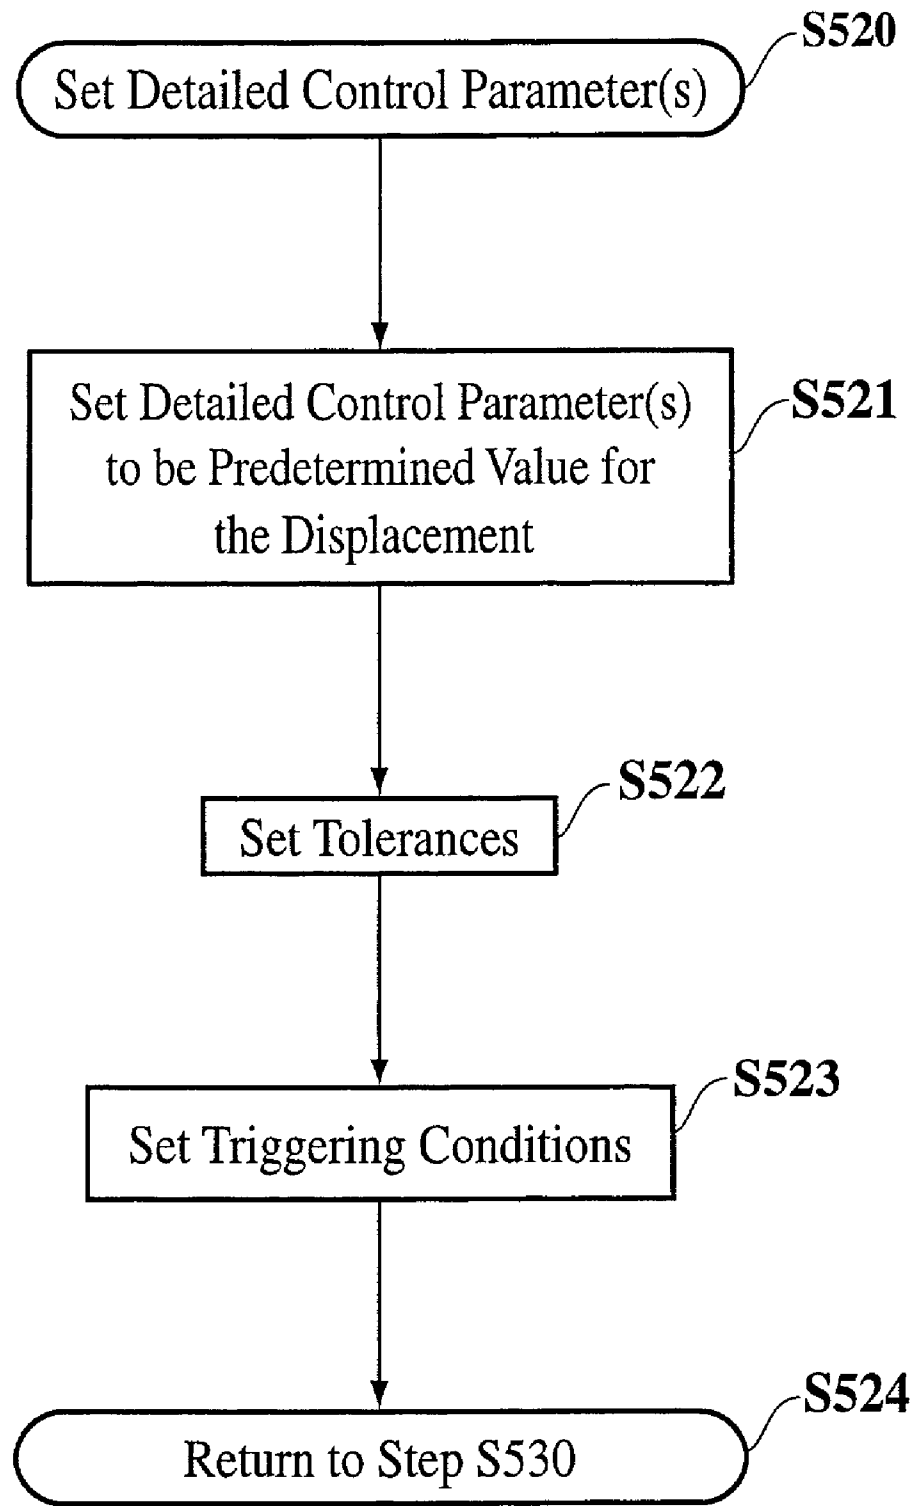 S520
Set Detailed Control Parameter(s)
Set Detailed Control Parameter(s)
to be Predetermined Value for
the Displacement
S521
S522
Set Tolerances
S523
Set Triggering Conditions
S524
Return to Step S530